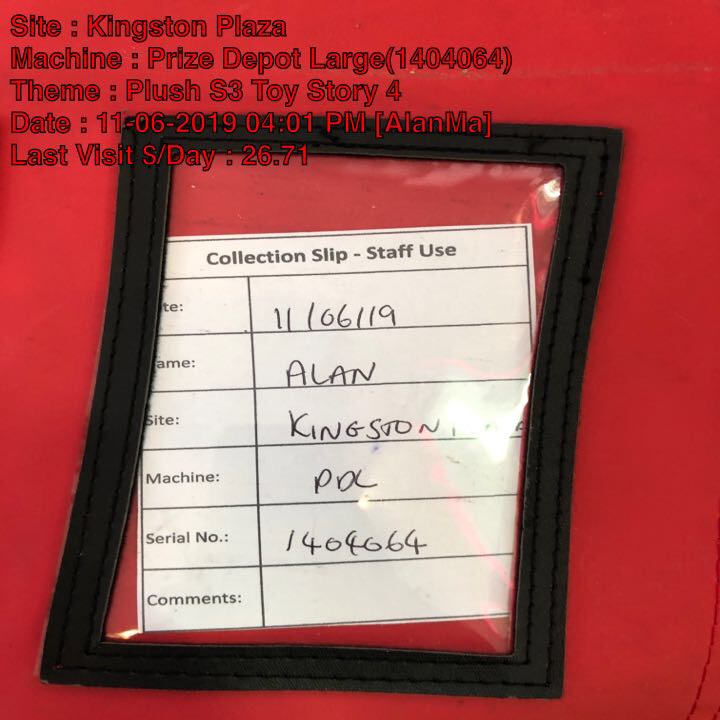 Site : Kingston Plaza
Machine : Prize Depot Large(1404064)
Theme : Plush S3 Toy Story 4
Date : 11-06-2019 04:01 PM [AlanMa]
Last Visit $/Day : 26.71
Collection Slip - Staff Use
te: 11/06/19
ame: ALAN
Site: KINGSTON
Machine: PDL
Serial No.: 1404064
Comments: